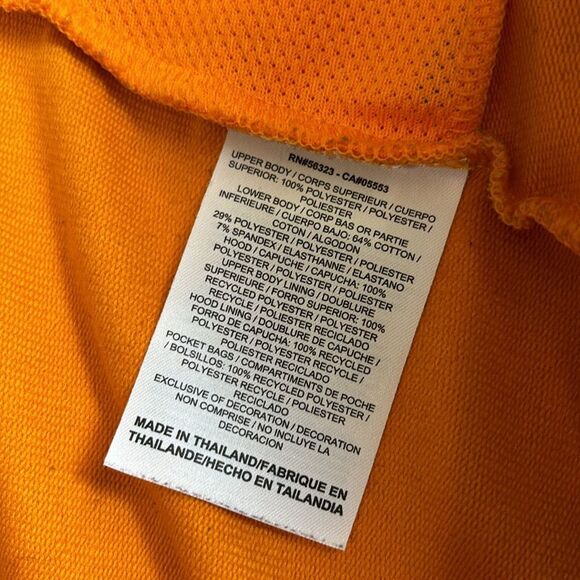 RN#56323 - CA#05553
UPPER BODY / CORPS SUPERIEUR / CUERPO
SUPERIOR: 100% POLYESTER / POLYESTER /
POLIESTER
LOWER BODY / CORP BAS OR PARTIE
INFERIEURE / CUERPO BAJO: 64% COTTON /
COTON / ALGODON
29% POLYESTER / POLYESTER / POLIESTER
7% SPANDEX / ELASTHANNE / ELASTANO
HOOD / CAPUCHE / CAPUCHA: 100%
POLYESTER / POLYESTER / POLIESTER
UPPER BODY LINING / DOUBLURE
SUPERIEURE / FORRO SUPERIOR: 100%
RECYCLED POLYESTER / POLYESTER
RECYCLE / POLIESTER RECICLADO
HOOD LINING / DOUBLURE DE CAPUCHE /
FORRO DE CAPUCHA: 100% RECYCLED
POLYESTER / POLYESTER RECYCLE /
POLIESTER RECICLADO
POCKET BAGS / COMPARTIMENTS DE POCHE
/ BOLSILLOS: 100% RECYCLED POLYESTER /
POLYESTER RECYCLE / POLIESTER
RECICLADO
EXCLUSIVE OF DECORATION / DECORATION
NON COMPRISE / NO INCLUYE LA
DECORACION
MADE IN THAILAND/FABRIQUE EN
THAILANDE/HECHO EN TAILANDIA